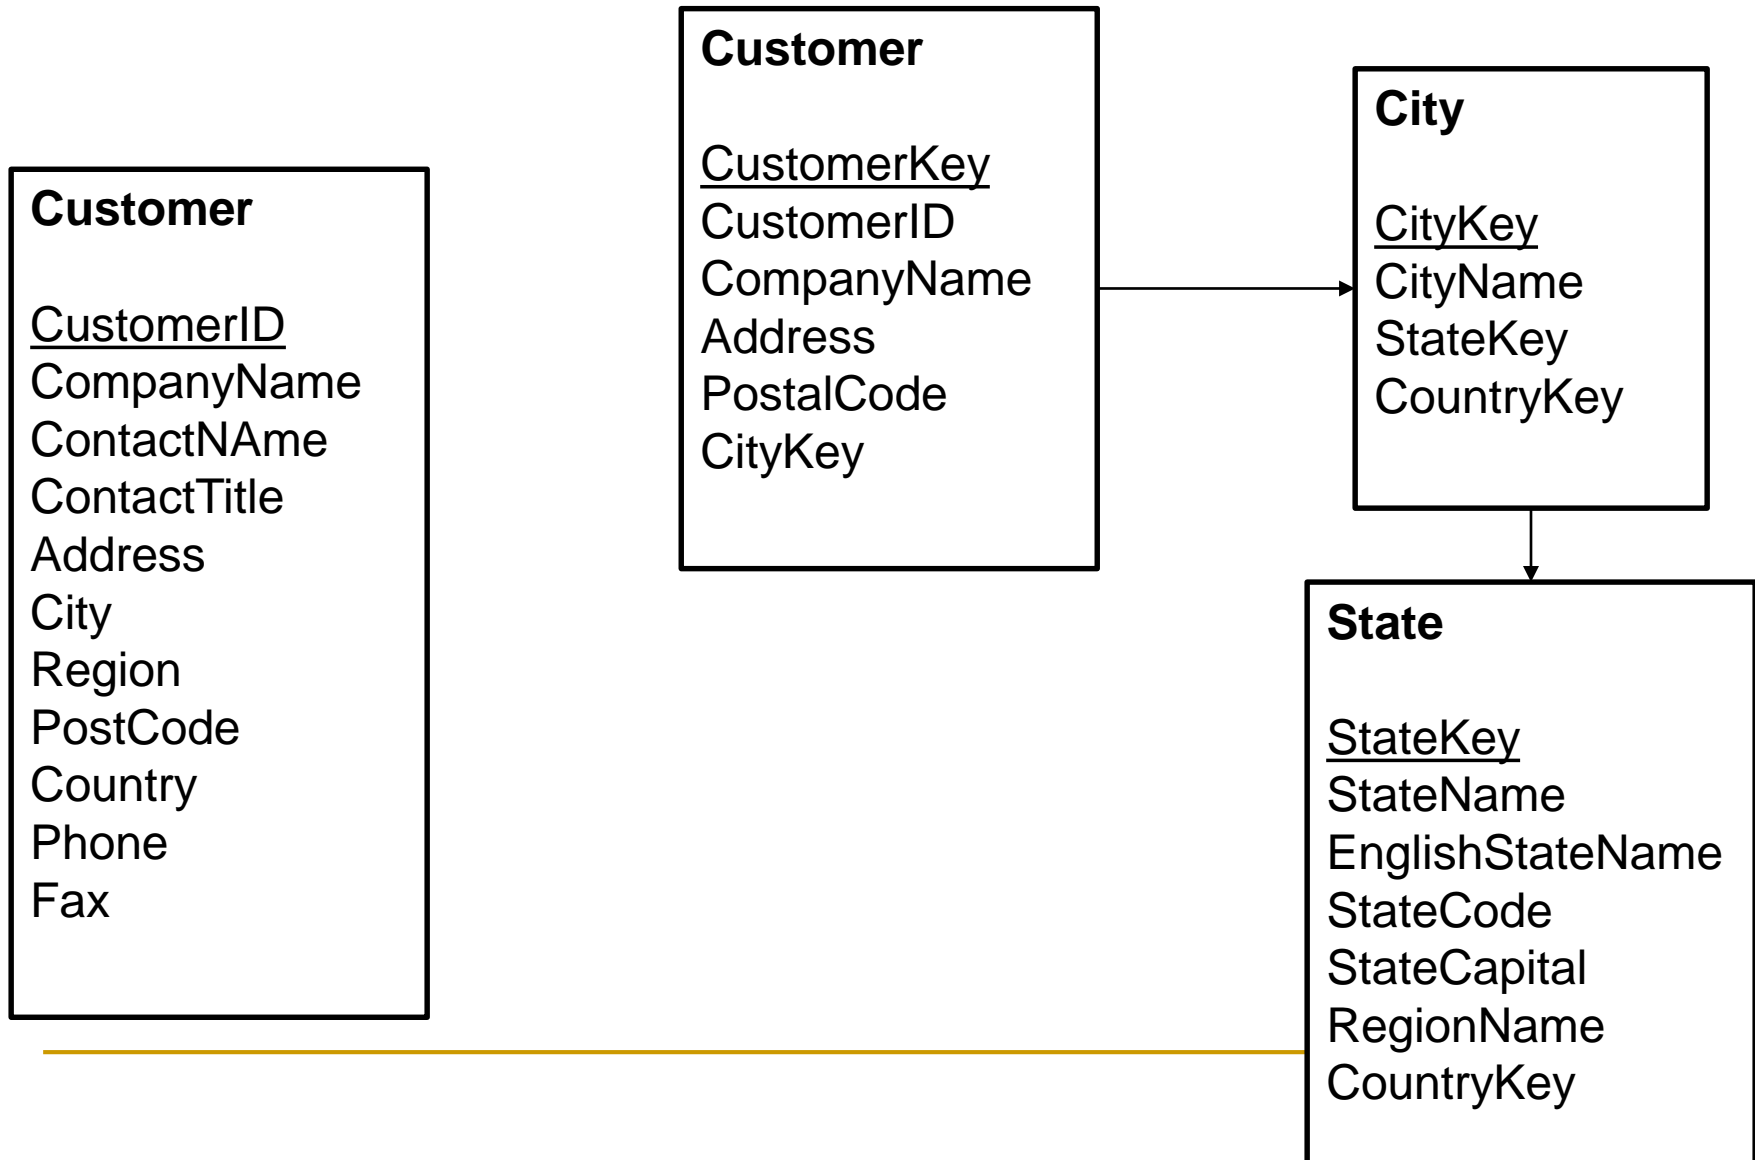 Customer
CustomerID
CompanyName
ContactNAme
ContactTitle
Address
City
Region
PostCode
Country
Phone
Fax
Customer
CustomerKey
CustomerID
CompanyName
Address
PostalCode
CityKey
City
CityKey
CityName
StateKey
CountryKey
State
StateKey
StateName
EnglishStateName
StateCode
StateCapital
RegionName
CountryKey